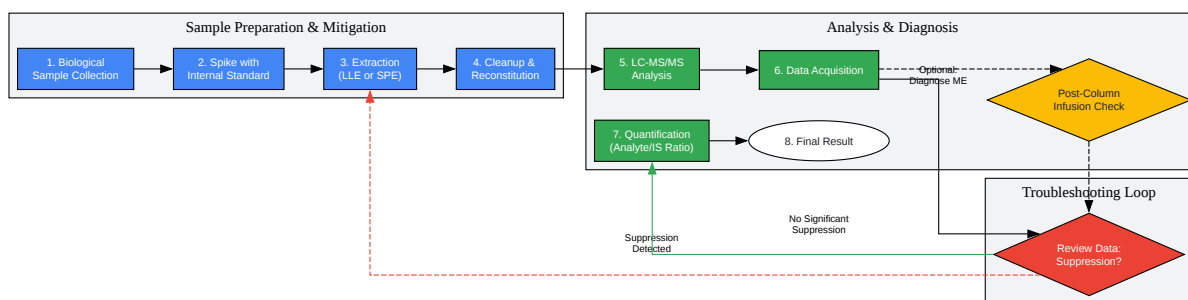 Sample Preparation & Mitigation
1. Biological
Sample Collection
2. Spike with
Internal Standard
3. Extraction
(LLE or SPE)
4. Cleanup &
Reconstitution
Analysis & Diagnosis
5. LC-MS/MS
Analysis
6. Data Acquisition
Optional:
Diagnose ME
Post-Column
Infusion Check
7. Quantification
(Analyte/IS Ratio)
8. Final Result
Troubleshooting Loop
No Significant
Suppression
Suppression
Detected
Review Data:
Suppression?